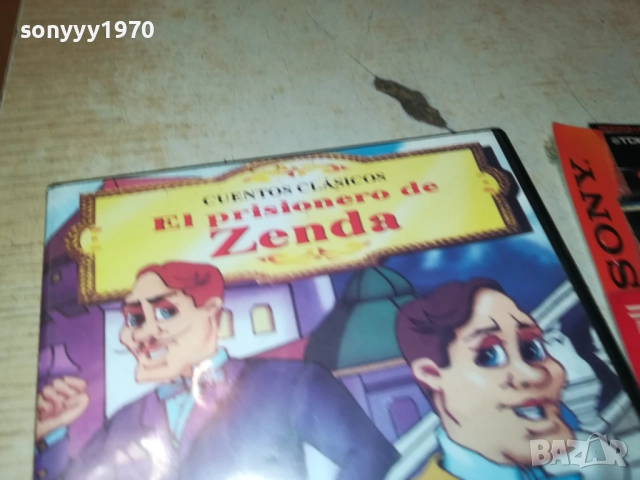 sonyyy1970
CUENTOS CLÁSICOS
El prisionero de
Zenda
SONY
BAZAR